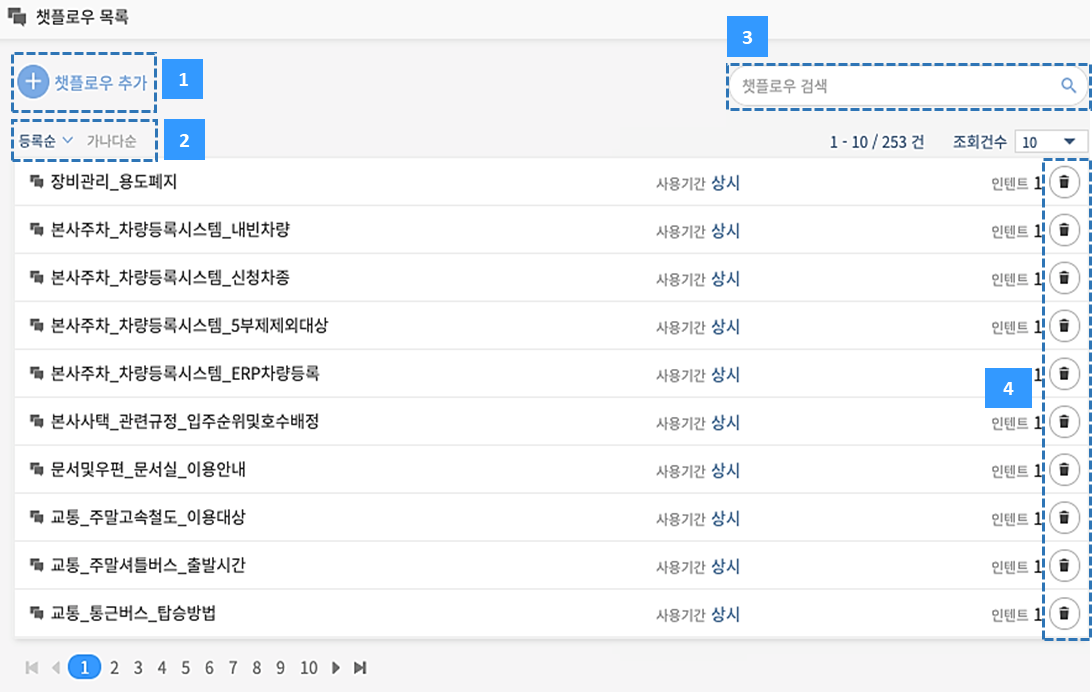 챗플로우 목록
3
챗플로우 추가 1
챗플로우 검색
등록순 가나다순 2
1 - 10 / 253 건 조회건수 10
장비관리_용도폐지 사용기간 상시 인텐트 1
본사주차_차량등록시스템_내빈차량 사용기간 상시 인텐트 1
본사주차_차량등록시스템_신청차종 사용기간 상시 인텐트 1
본사주차_차량등록시스템_5부제제외대상 사용기간 상시 인텐트 1
본사주차_차량등록시스템_ERP차량등록 사용기간 상시 1
4
본사사택_관련규정_입주순위및호수배정 사용기간 상시 인텐트 1
문서및우편_문서실_이용안내 사용기간 상시 인텐트 1
교통_주말고속철도_이용대상 사용기간 상시 인텐트 1
교통_주말셔틀버스_출발시간 사용기간 상시 인텐트 1
교통_통근버스_탑승방법 사용기간 상시 인텐트 1
1 2 3 4 5 6 7 8 9 10